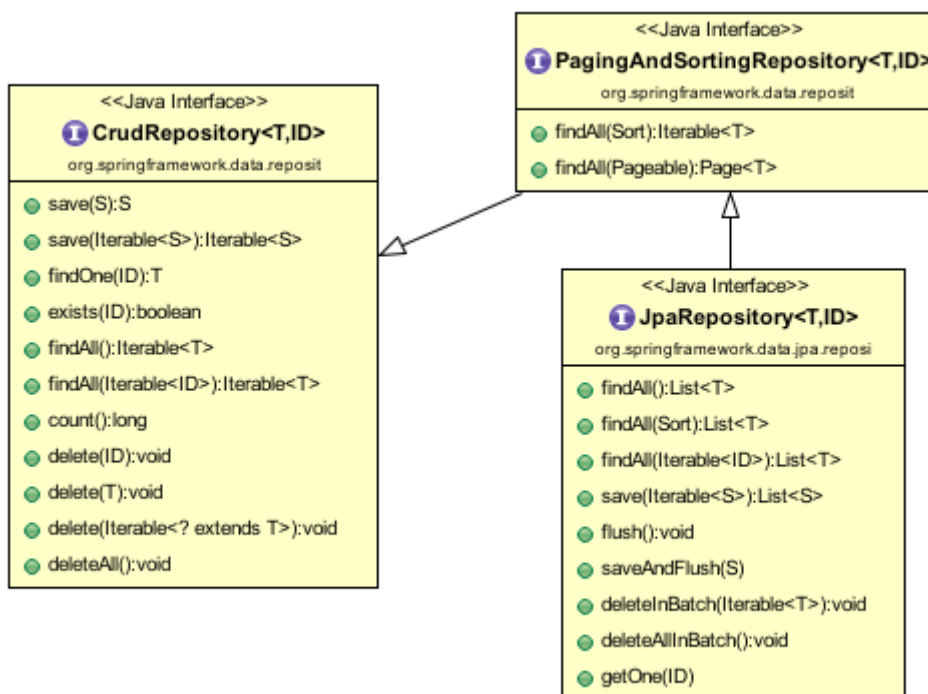 <<Java Interface>>
I PagingAndSortingRepository<T,ID>
org.springframework.data.reposit
findAll(Sort):Iterable<T>
findAll(Pageable):Page<T>
<<Java Interface>>
I CrudRepository<T,ID>
org.springframework.data.reposit
save(S):S
save(Iterable<S>):Iterable<S>
findOne(ID):T
exists(ID):boolean
findAll():Iterable<T>
findAll(Iterable<ID>):Iterable<T>
count():long
delete(ID):void
delete(T):void
delete(Iterable<? extends T>):void
deleteAll():void
<<Java Interface>>
I JpaRepository<T,ID>
org.springframework.data.jpa.reposi
findAll():List<T>
findAll(Sort):List<T>
findAll(Iterable<ID>):List<T>
save(Iterable<S>):List<S>
flush():void
saveAndFlush(S)
deleteInBatch(Iterable<T>):void
deleteAllInBatch():void
getOne(ID)